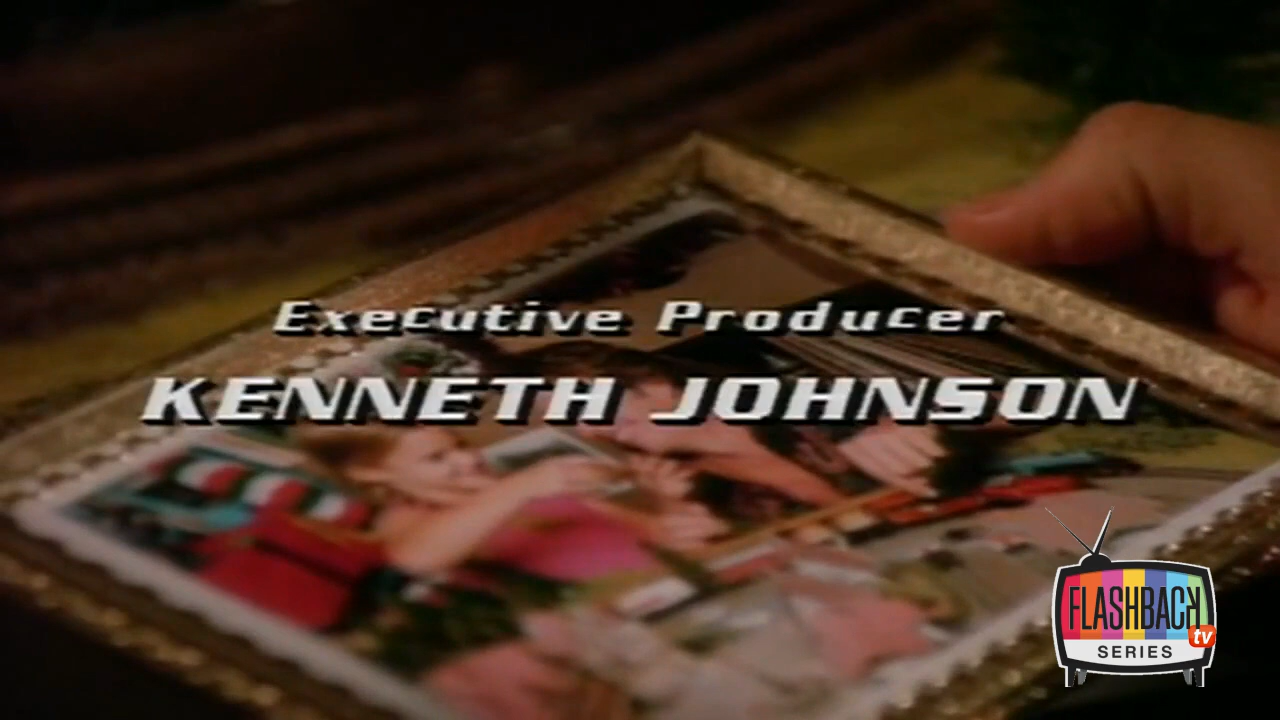 Executive Producer
KENNETH JOHNSON
FLASHBACK
tv
SERIES